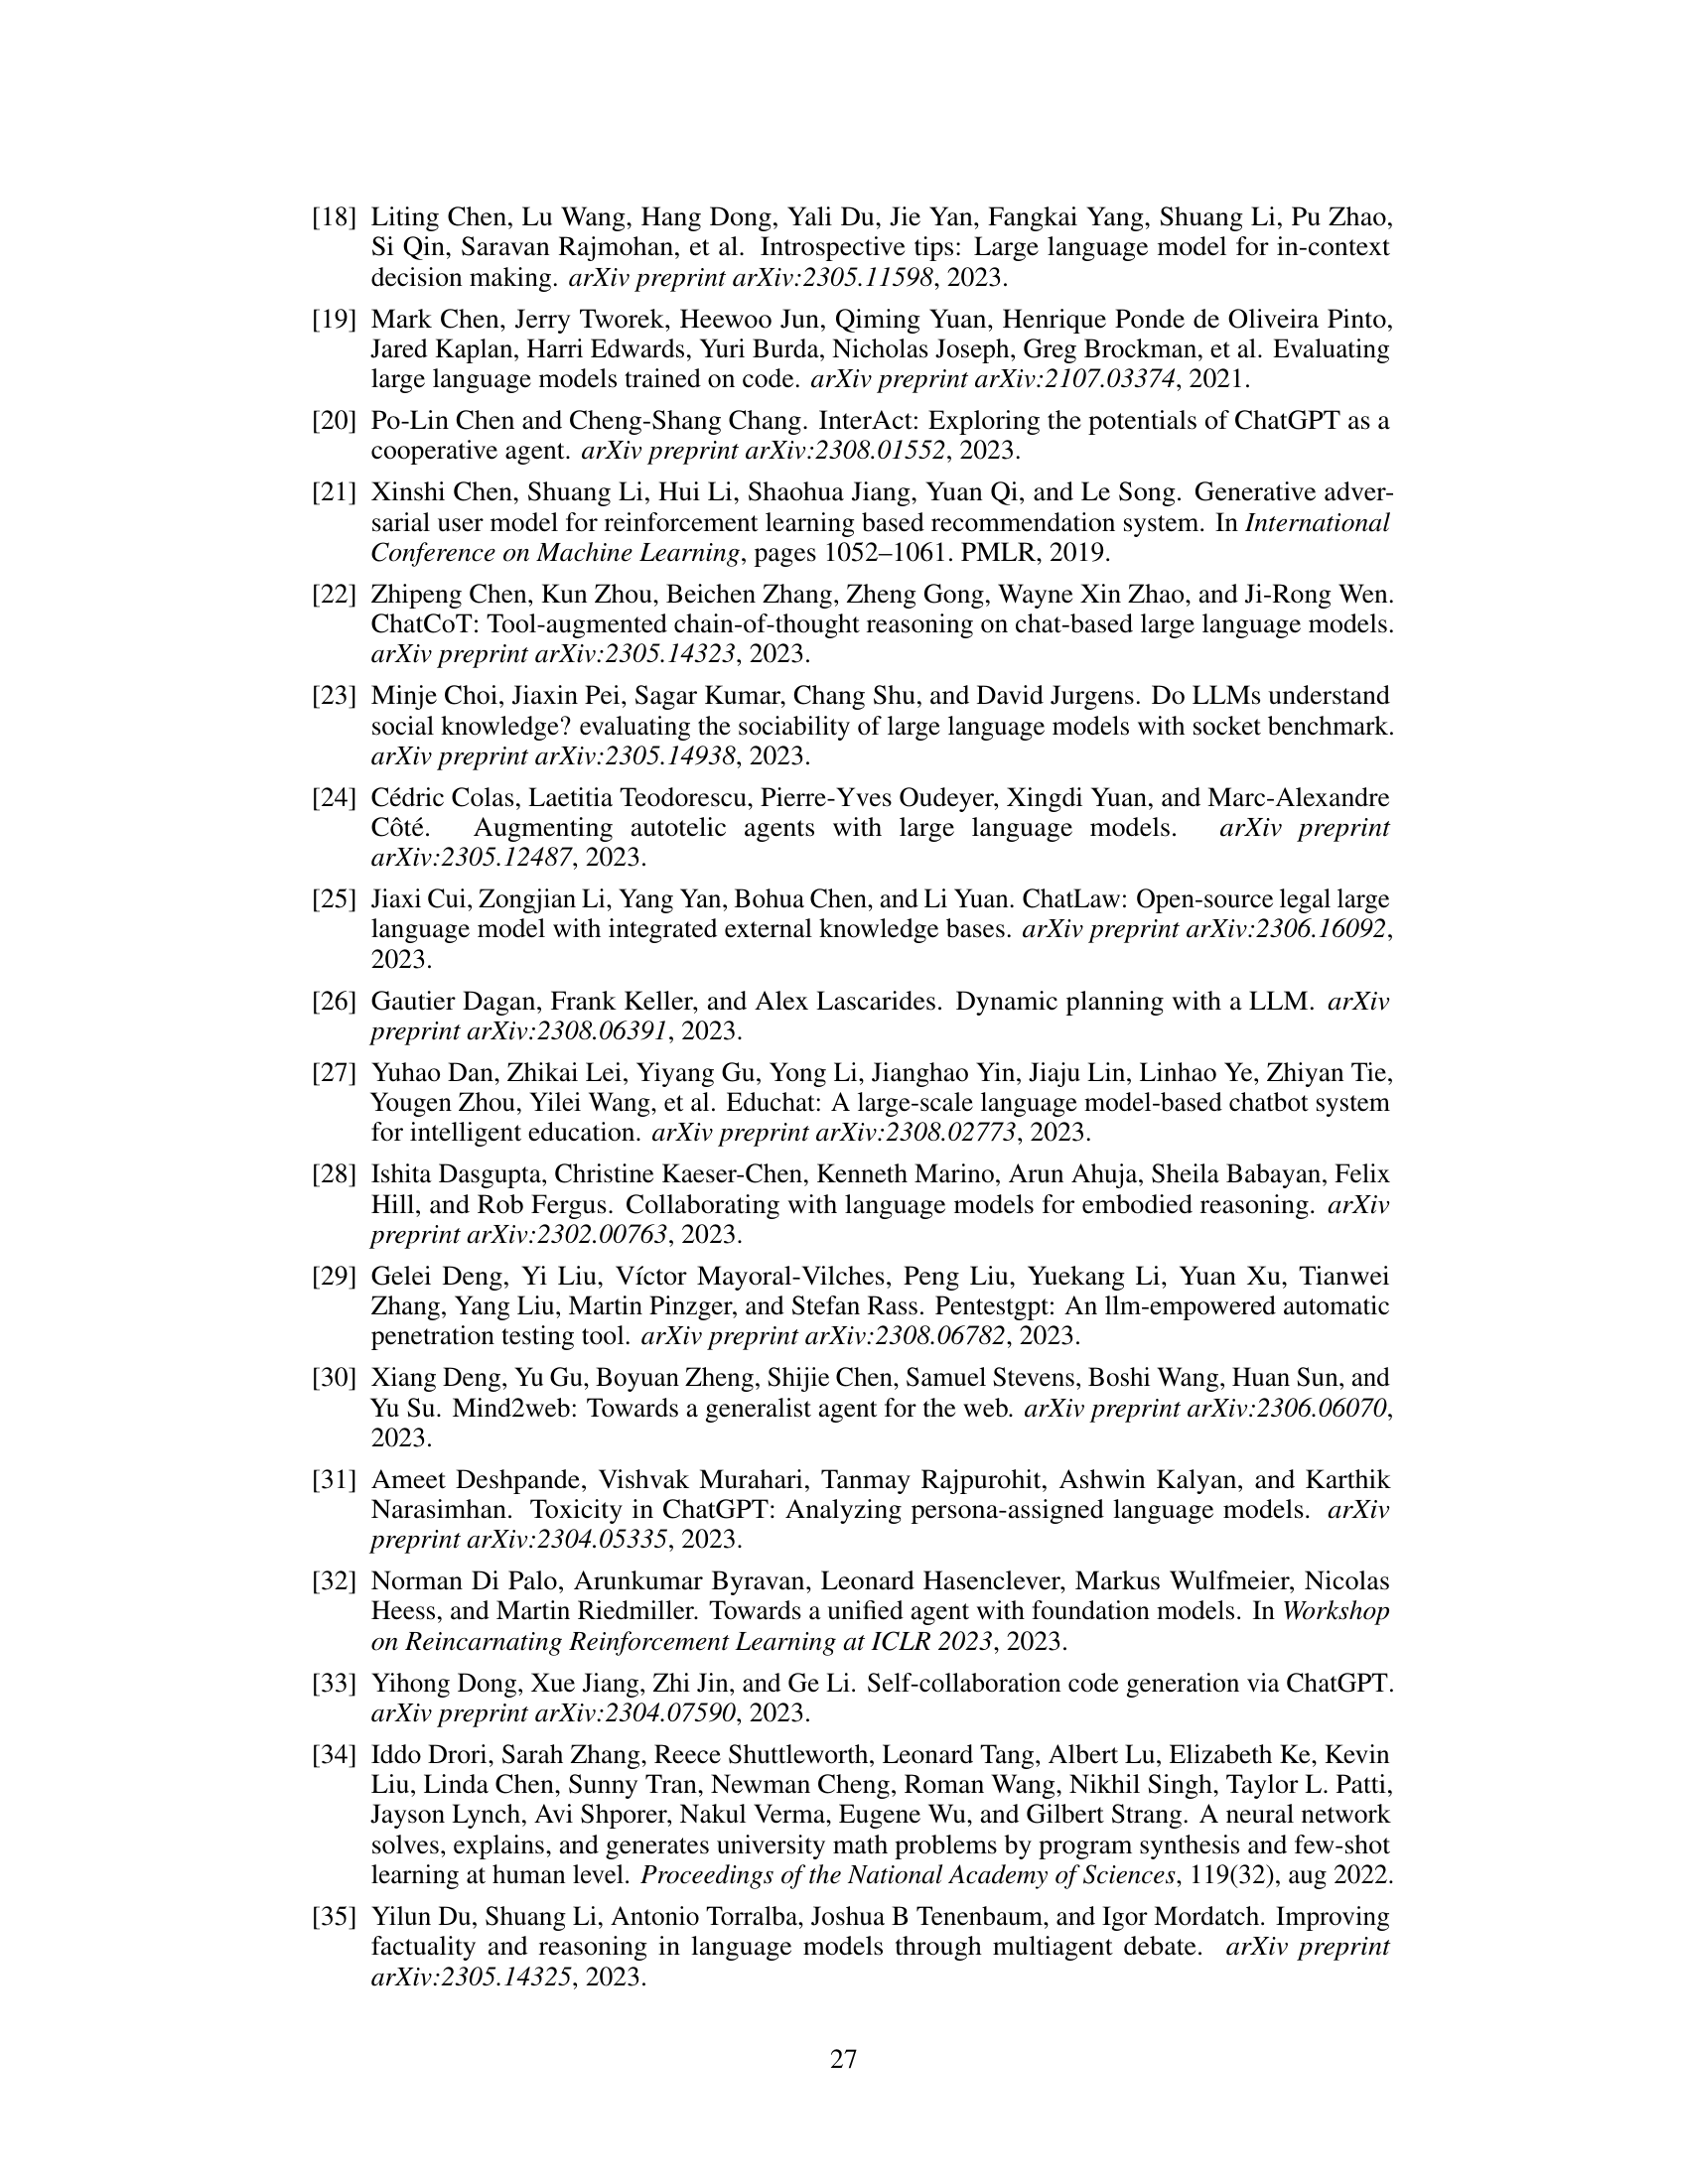 [18] Liting Chen, Lu Wang, Hang Dong, Yali Du, Jie Yan, Fangkai Yang, Shuang Li, Pu Zhao,
Si Qin, Saravan Rajmohan, et al. Introspective tips: Large language model for in-context
decision making. arXiv preprint arXiv:2305.11598, 2023.
[19] Mark Chen, Jerry Tworek, Heewoo Jun, Qiming Yuan, Henrique Ponde de Oliveira Pinto,
Jared Kaplan, Harri Edwards, Yuri Burda, Nicholas Joseph, Greg Brockman, et al. Evaluating
large language models trained on code. arXiv preprint arXiv:2107.03374, 2021.
[20] Po-Lin Chen and Cheng-Shang Chang. InterAct: Exploring the potentials of ChatGPT as a
cooperative agent. arXiv preprint arXiv:2308.01552, 2023.
[21] Xinshi Chen, Shuang Li, Hui Li, Shaohua Jiang, Yuan Qi, and Le Song. Generative adver-
sarial user model for reinforcement learning based recommendation system. In International
Conference on Machine Learning, pages 1052–1061. PMLR, 2019.
[22] Zhipeng Chen, Kun Zhou, Beichen Zhang, Zheng Gong, Wayne Xin Zhao, and Ji-Rong Wen.
ChatCoT: Tool-augmented chain-of-thought reasoning on chat-based large language models.
arXiv preprint arXiv:2305.14323, 2023.
[23] Minje Choi, Jiaxin Pei, Sagar Kumar, Chang Shu, and David Jurgens. Do LLMs understand
social knowledge? evaluating the sociability of large language models with socket benchmark.
arXiv preprint arXiv:2305.14938, 2023.
[24] Cédric Colas, Laetitia Teodorescu, Pierre-Yves Oudeyer, Xingdi Yuan, and Marc-Alexandre
Côté. Augmenting autotelic agents with large language models. arXiv preprint
arXiv:2305.12487, 2023.
[25] Jiaxi Cui, Zongjian Li, Yang Yan, Bohua Chen, and Li Yuan. ChatLaw: Open-source legal large
language model with integrated external knowledge bases. arXiv preprint arXiv:2306.16092,
2023.
[26] Gautier Dagan, Frank Keller, and Alex Lascarides. Dynamic planning with a LLM. arXiv
preprint arXiv:2308.06391, 2023.
[27] Yuhao Dan, Zhikai Lei, Yiyang Gu, Yong Li, Jianghao Yin, Jiaju Lin, Linhao Ye, Zhiyan Tie,
Yougen Zhou, Yilei Wang, et al. Educhat: A large-scale language model-based chatbot system
for intelligent education. arXiv preprint arXiv:2308.02773, 2023.
[28] Ishita Dasgupta, Christine Kaeser-Chen, Kenneth Marino, Arun Ahuja, Sheila Babayan, Felix
Hill, and Rob Fergus. Collaborating with language models for embodied reasoning. arXiv
preprint arXiv:2302.00763, 2023.
[29] Gelei Deng, Yi Liu, Víctor Mayoral-Vilches, Peng Liu, Yuekang Li, Yuan Xu, Tianwei
Zhang, Yang Liu, Martin Pinzger, and Stefan Rass. Pentestgpt: An llm-empowered automatic
penetration testing tool. arXiv preprint arXiv:2308.06782, 2023.
[30] Xiang Deng, Yu Gu, Boyuan Zheng, Shijie Chen, Samuel Stevens, Boshi Wang, Huan Sun, and
Yu Su. Mind2web: Towards a generalist agent for the web. arXiv preprint arXiv:2306.06070,
2023.
[31] Ameet Deshpande, Vishvak Murahari, Tanmay Rajpurohit, Ashwin Kalyan, and Karthik
Narasimhan. Toxicity in ChatGPT: Analyzing persona-assigned language models. arXiv
preprint arXiv:2304.05335, 2023.
[32] Norman Di Palo, Arunkumar Byravan, Leonard Hasenclever, Markus Wulfmeier, Nicolas
Heess, and Martin Riedmiller. Towards a unified agent with foundation models. In Workshop
on Reincarnating Reinforcement Learning at ICLR 2023, 2023.
[33] Yihong Dong, Xue Jiang, Zhi Jin, and Ge Li. Self-collaboration code generation via ChatGPT.
arXiv preprint arXiv:2304.07590, 2023.
[34] Iddo Drori, Sarah Zhang, Reece Shuttleworth, Leonard Tang, Albert Lu, Elizabeth Ke, Kevin
Liu, Linda Chen, Sunny Tran, Newman Cheng, Roman Wang, Nikhil Singh, Taylor L. Patti,
Jayson Lynch, Avi Shporer, Nakul Verma, Eugene Wu, and Gilbert Strang. A neural network
solves, explains, and generates university math problems by program synthesis and few-shot
learning at human level. Proceedings of the National Academy of Sciences, 119(32), aug 2022.
[35] Yilun Du, Shuang Li, Antonio Torralba, Joshua B Tenenbaum, and Igor Mordatch. Improving
factuality and reasoning in language models through multiagent debate. arXiv preprint
arXiv:2305.14325, 2023.
27